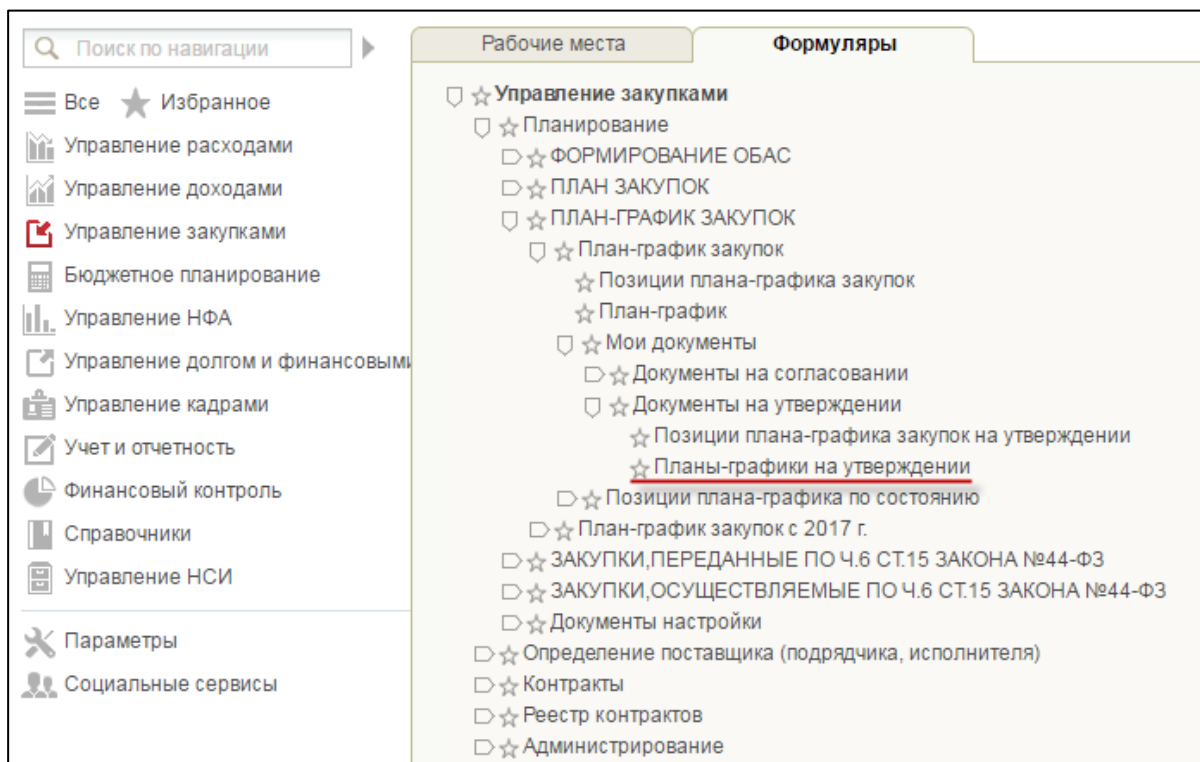 Поиск по навигации
Все Избранное
Управление расходами
Управление доходами
Управление закупками
Бюджетное планирование
Управление НФА
Управление долгом и финансовыми
Управление кадрами
Учет и отчетность
Финансовый контроль
Справочники
Управление НСИ
Параметры
Социальные сервисы
Рабочие места Формуляры
Управление закупками
Планирование
ФОРМИРОВАНИЕ ОБАС
ПЛАН ЗАКУПОК
ПЛАН-ГРАФИК ЗАКУПОК
План-график закупок
Позиции плана-графика закупок
План-график
Мои документы
Документы на согласовании
Документы на утверждении
Позиции плана-графика закупок на утверждении
Планы-графики на утверждении
Позиции плана-графика по состоянию
План-график закупок с 2017 г.
ЗАКУПКИ,ПЕРЕДАННЫЕ ПО Ч.6 СТ.15 ЗАКОНА №44-ФЗ
ЗАКУПКИ,ОСУЩЕСТВЛЯЕМЫЕ ПО Ч.6 СТ.15 ЗАКОНА №44-ФЗ
Документы настройки
Определение поставщика (подрядчика, исполнителя)
Контракты
Реестр контрактов
Администрирование